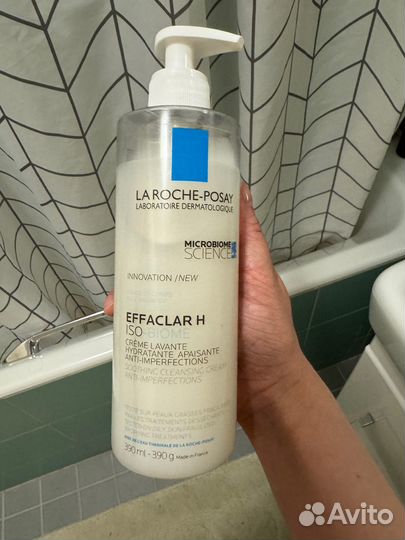 LA ROCHE-POSAY
LABORATOIRE DERMATOLOGIQUE
MICROBIOME
SCIENCE
INNOVATION / NEW
EFFACLAR H
ISO-BIOME
CRÈME LAVANTE
HYDRATANTE, APAISANTE
ANTI-IMPERFECTIONS
SOOTHING CLEANSING CREAM
ANTI-IMPERFECTIONS
390 ml - 390 g Made in France
Avito